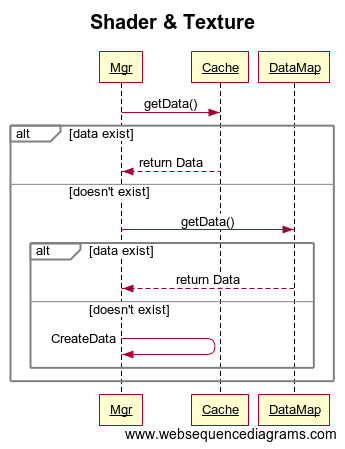 Shader & Texture
Mgr Cache DataMap
getData()
alt [data exist]
return Data
[doesn't exist]
getData()
alt [data exist]
return Data
[doesn't exist]
CreateData
Mgr Cache DataMap
www.websequencediagrams.com